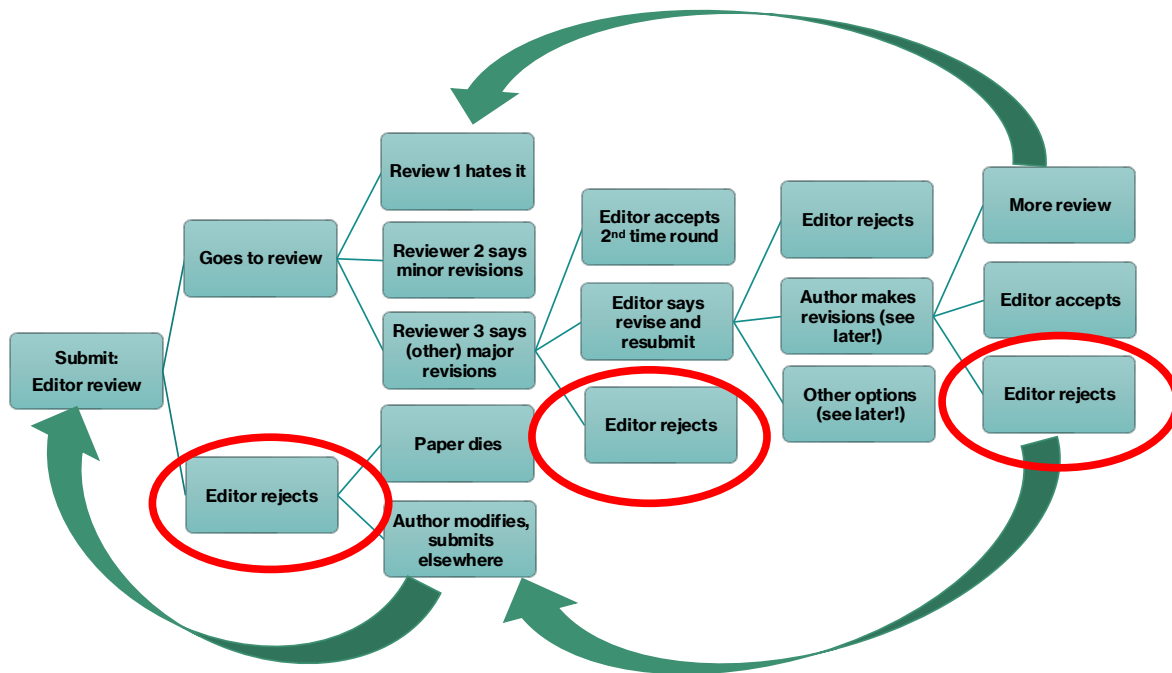 Submit:
Editor review
Goes to review
Editor rejects
Review 1 hates it
Reviewer 2 says
minor revisions
Reviewer 3 says
(other) major
revisions
Paper dies
Author modifies,
submits
elsewhere
Editor accepts
2nd time round
Editor says
revise and
resubmit
Editor rejects
Editor rejects
Author makes
revisions (see
later!)
Other options
(see later!)
More review
Editor accepts
Editor rejects